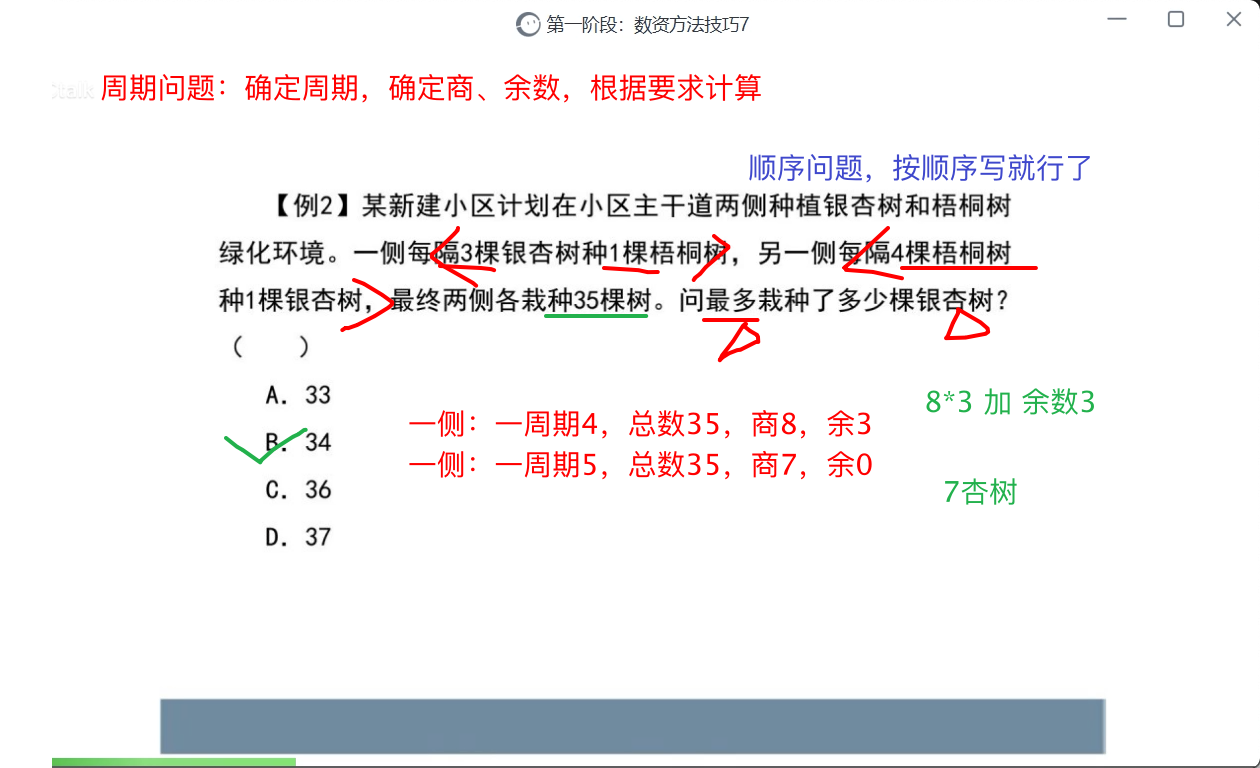 第一阶段：数资方法技巧7
周期问题：确定周期，确定商、余数，根据要求计算
顺序问题，按顺序写就行了
【例2】某新建小区计划在小区主干道两侧种植银杏树和梧桐树
绿化环境。一侧每隔3棵银杏树种1棵梧桐树，另一侧每隔4棵梧桐树
种1棵银杏树，最终两侧各栽种35棵树。问最多栽种了多少棵银杏树？
（ ）
A. 33
8*3 加 余数3
一侧：一周期4，总数35，商8，余3
B. 34
一侧：一周期5，总数35，商7，余0
C. 36
7杏树
D. 37